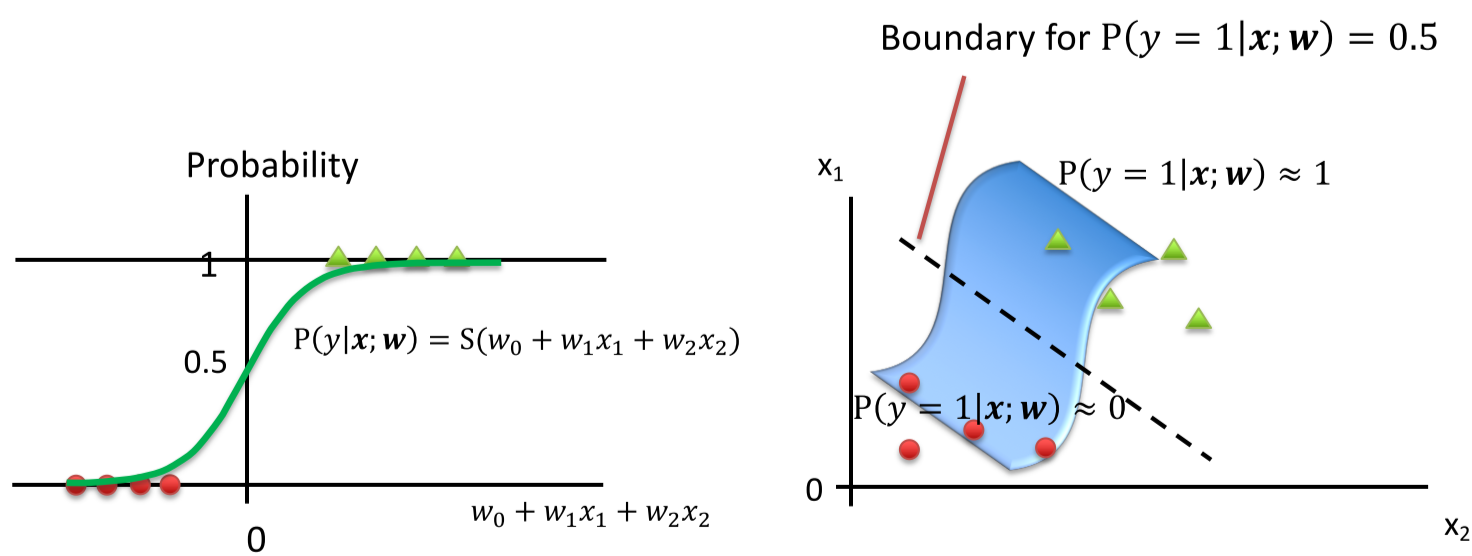 Probability
1
0.5
P(y|x; w) = S(w₀ + w₁x₁ + w₂x₂)
w₀ + w₁x₁ + w₂x₂
0
Boundary for P(y = 1|x; w) = 0.5
x₁
P(y = 1|x; w) ≈ 1
P(y = 1|x; w) ≈ 0
0
x₂